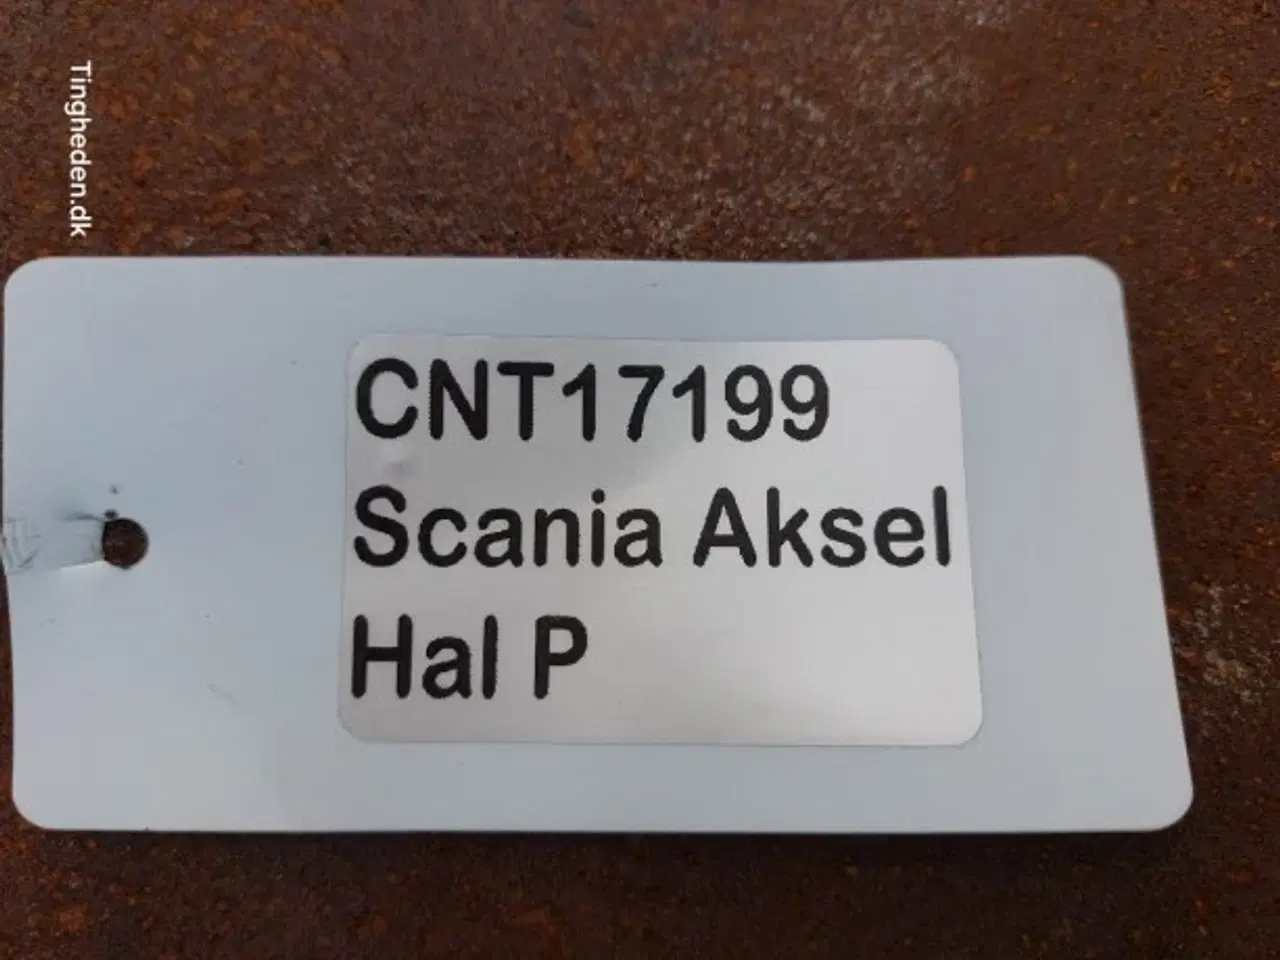 Tingheden.dk
CNT17199
Scania Aksel
Hal P